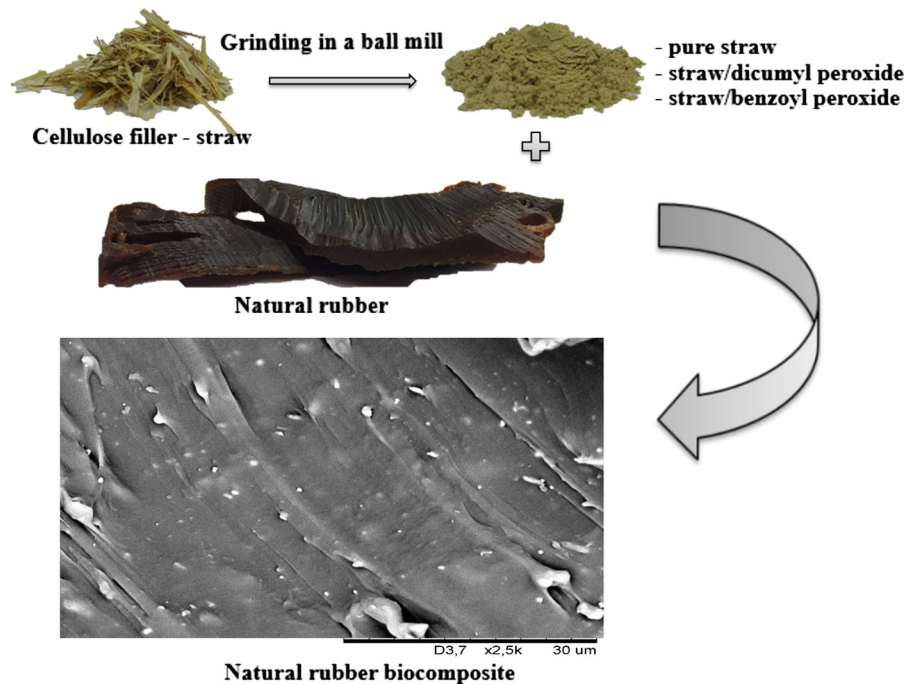 Grinding in a ball mill
- pure straw
- straw/dicumyl peroxide
- straw/benzoyl peroxide
Cellulose filler - straw
Natural rubber
D3,7 x2,5k 30 um
Natural rubber biocomposite